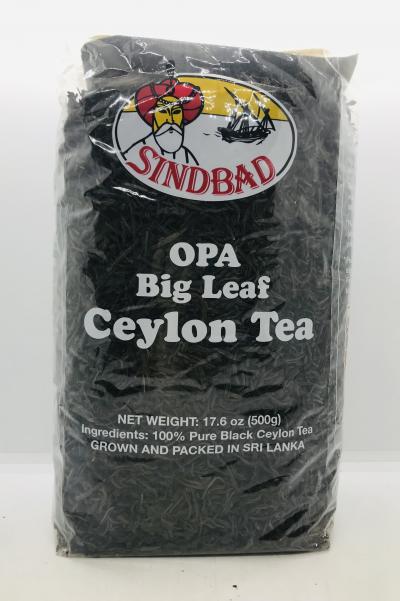 SINDBAD
OPA
Big Leaf
Ceylon Tea
NET WEIGHT: 17.6 oz (500g)
Ingredients: 100% Pure Black Ceylon Tea
GROWN AND PACKED IN SRI LANKA